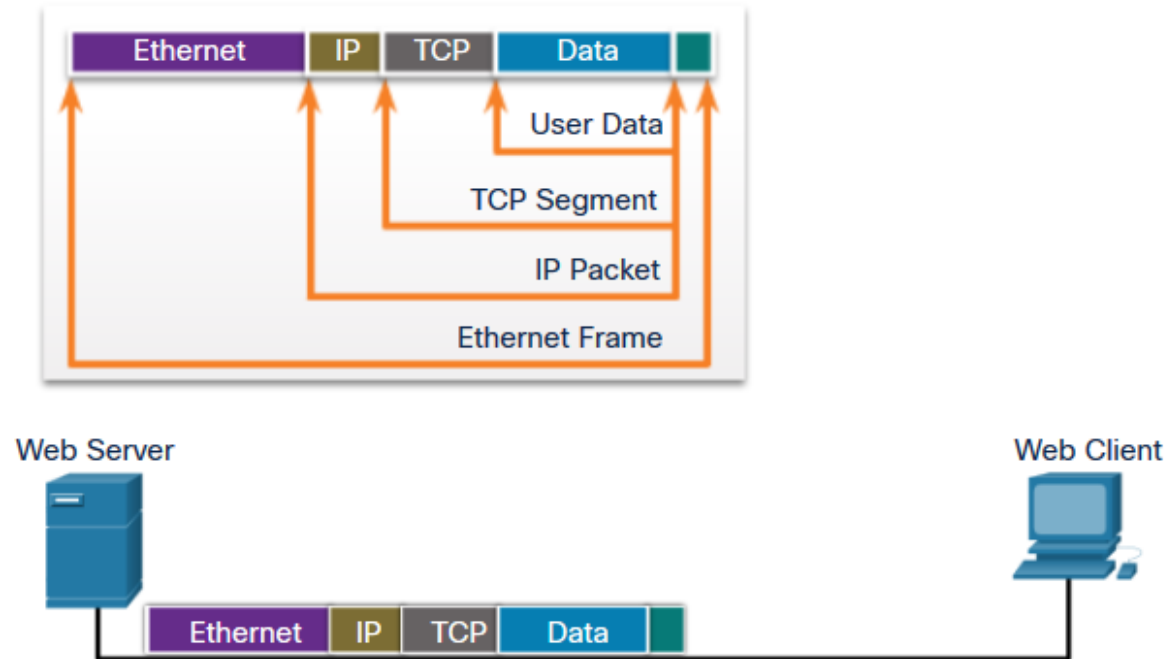 Ethernet IP TCP Data
User Data
TCP Segment
IP Packet
Ethernet Frame
Web Server Web Client
Ethernet IP TCP Data